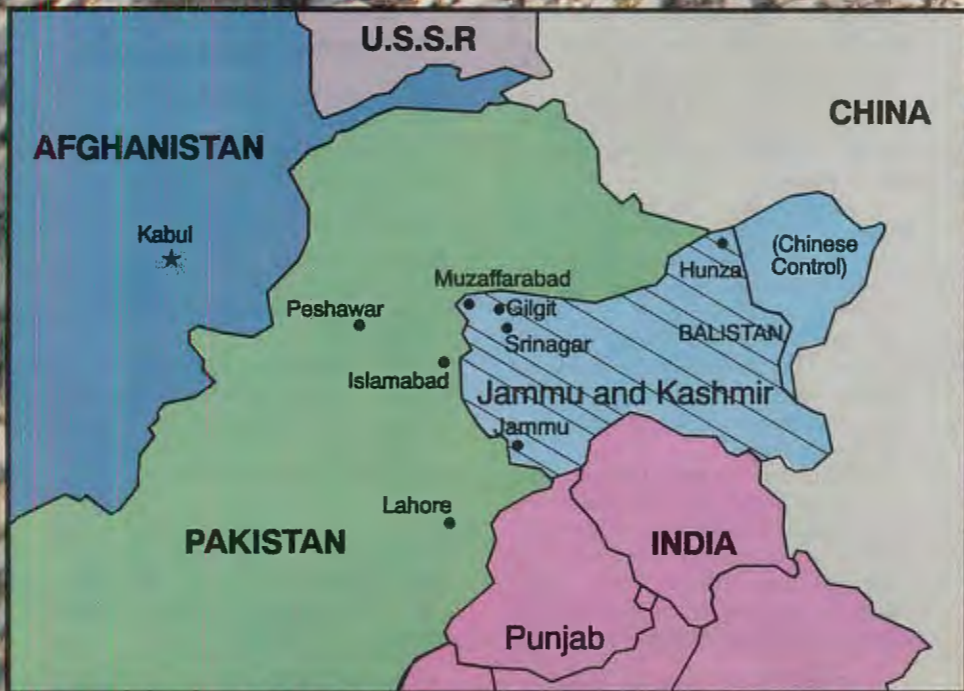 U.S.S.R
CHINA
AFGHANISTAN
Kabul
(Chinese
Control)
Hunza
Muzaffarabad
Gilgit
Peshawar
Srinagar
BALISTAN
Islamabad
Jammu and Kashmir
Jammu
Lahore
PAKISTAN
INDIA
Punjab